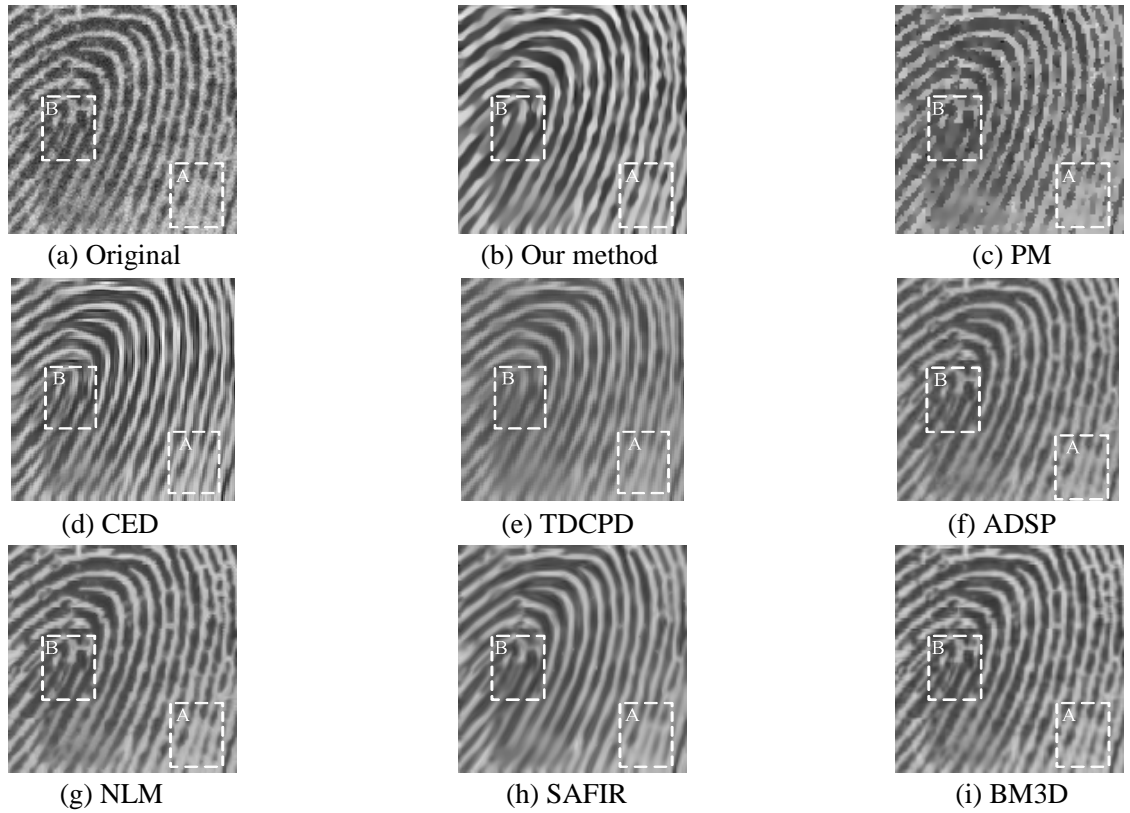 B
A
(a) Original
B
A
(b) Our method
B
A
(c) PM
B
A
(d) CED
B
A
(e) TDCPD
B
A
(f) ADSP
B
A
(g) NLM
B
A
(h) SAFIR
B
A
(i) BM3D